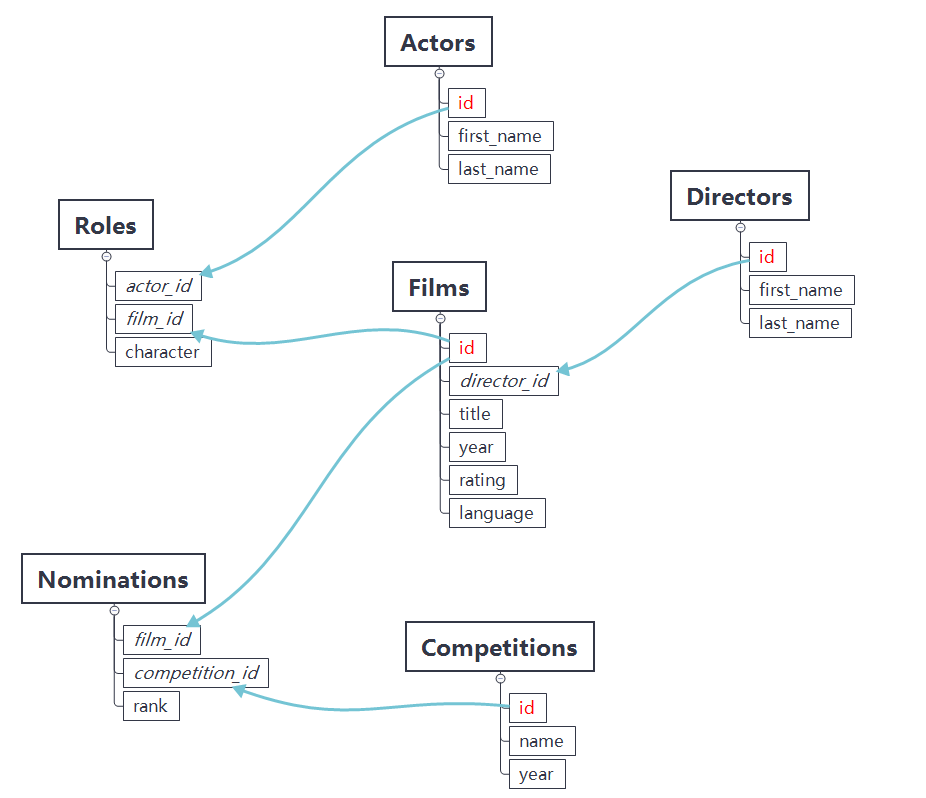 Actors
id
first_name
last_name
Directors
id
first_name
last_name
Roles
actor_id
film_id
character
Films
id
director_id
title
year
rating
language
Nominations
film_id
competition_id
rank
Competitions
id
name
year